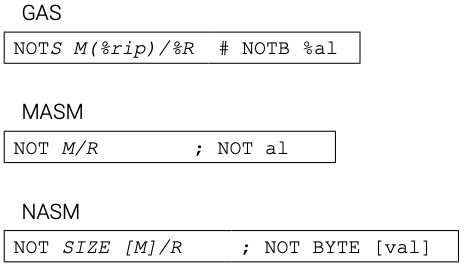 GAS
NOTS M(%rip)/%R # NOTB %al
MASM
NOT M/R ; NOT al
NASM
NOT SIZE [M]/R ; NOT BYTE [val]